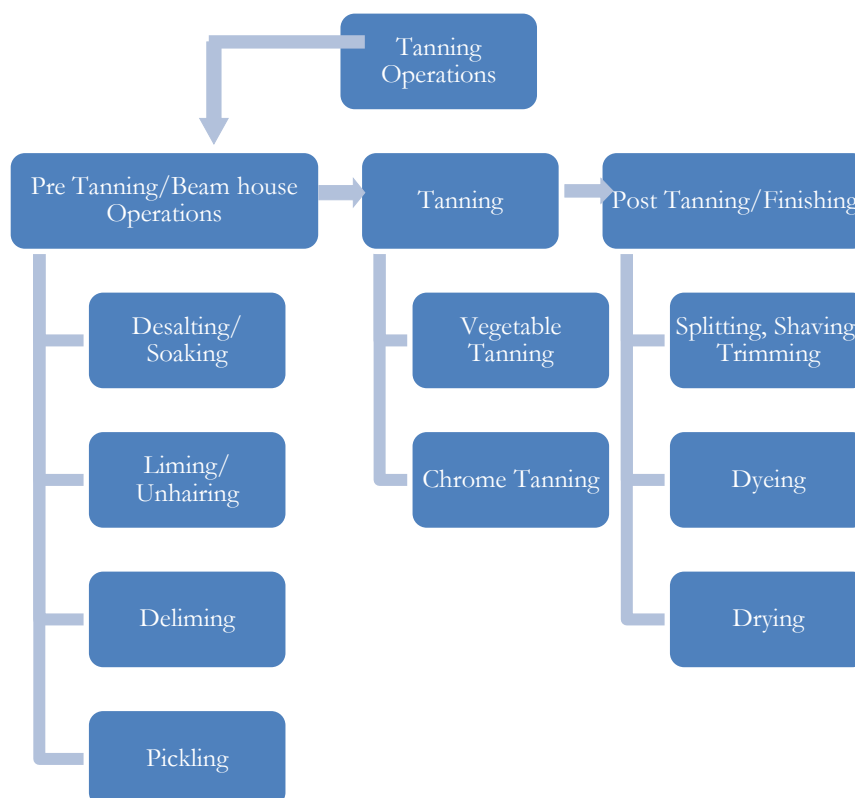 Tanning
Operations
Pre Tanning/Beam house
Operations
Tanning
Post Tanning/Finishing
Desalting/
Soaking
Vegetable
Tanning
Splitting, Shaving
Trimming
Liming/
Unhairing
Chrome Tanning
Dyeing
Deliming
Drying
Pickling